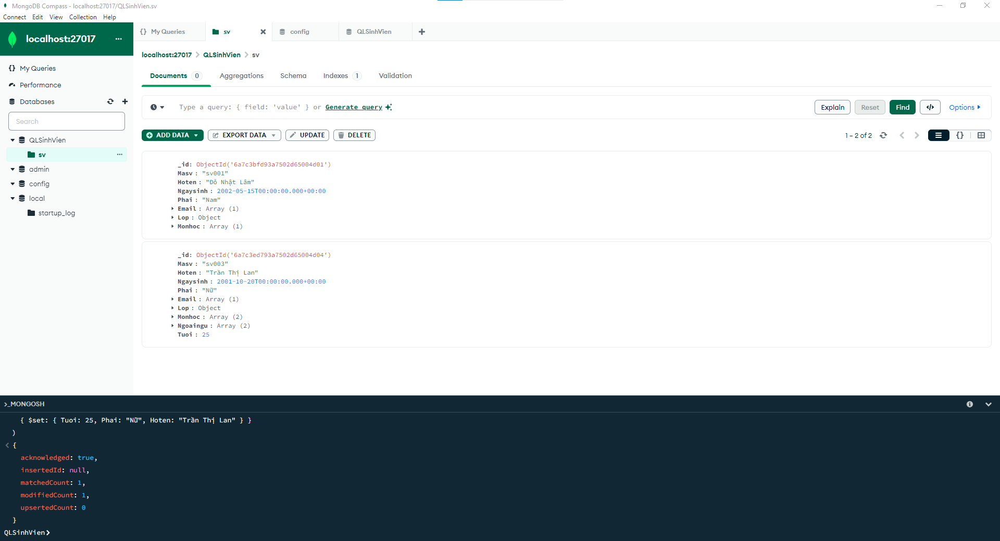 MongoDB Compass - localhost:27017/QLSinhVien.sv
Connect Edit View Collection Help
localhost:27017 ...
My Queries
Performance
Databases
Search
QLSinhVien
sv ...
admin
config
local
startup_log
{} My Queries
sv
config
QLSinhVien
localhost:27017 > QLSinhVien > sv
Documents 0 Aggregations Schema Indexes 1 Validation
Type a query: { field: 'value' } or Generate query
Explain Reset Find </> Options
ADD DATA EXPORT DATA UPDATE DELETE
1 – 2 of 2 {}
_id: ObjectId('6a7c3bfd93a7502d65004d01')
Masv : "sv001"
Hoten : "Đỗ Nhật Lâm"
Ngaysinh : 2002-05-15T00:00:00.000+00:00
Phai : "Nam"
Email : Array (1)
Lop : Object
Monhoc : Array (1)
_id: ObjectId('6a7c3ed793a7502d65004d04')
Masv : "sv003"
Hoten : "Trần Thị Lan"
Ngaysinh : 2001-10-20T00:00:00.000+00:00
Phai : "Nữ"
Email : Array (1)
Lop : Object
Monhoc : Array (2)
Ngoaingu : Array (2)
Tuoi : 25
>_MONGOSH
{ $set: { Tuoi: 25, Phai: "Nữ", Hoten: "Trần Thị Lan" } }
)
< {
acknowledged: true,
insertedId: null,
matchedCount: 1,
modifiedCount: 1,
upsertedCount: 0
}
QLSinhVien>